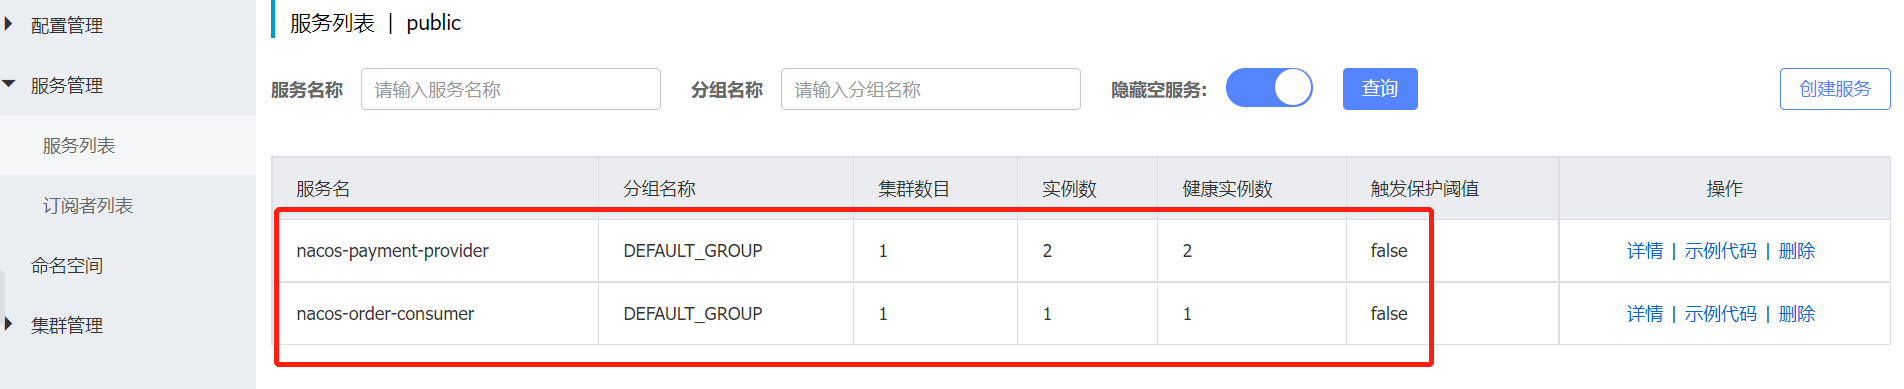 配置管理
服务管理
服务列表
订阅者列表
命名空间
集群管理
服务列表 | public
服务名称 请输入服务名称 分组名称 请输入分组名称 隐藏空服务: 查询 创建服务
服务名 分组名称 集群数目 实例数 健康实例数 触发保护阈值 操作
nacos-payment-provider DEFAULT_GROUP 1 2 2 false 详情 | 示例代码 | 删除
nacos-order-consumer DEFAULT_GROUP 1 1 1 false 详情 | 示例代码 | 删除